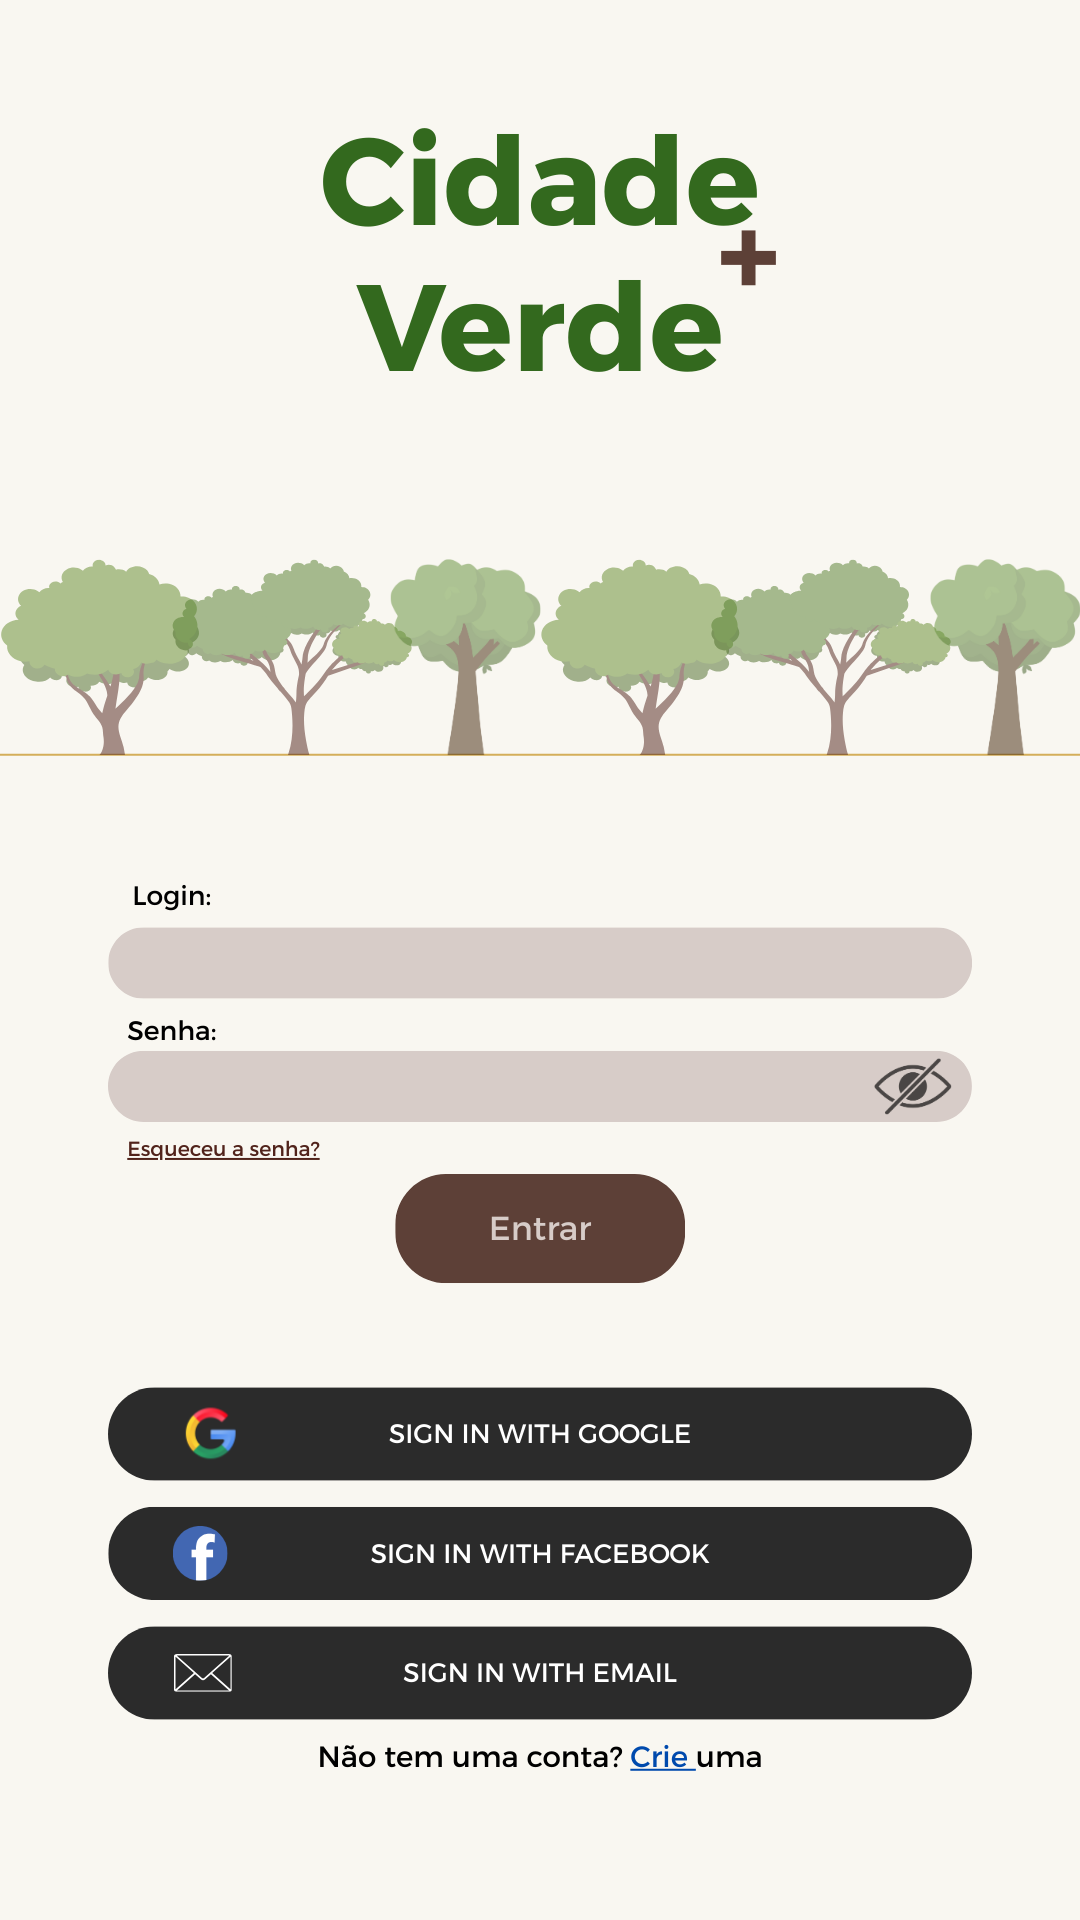 Cidade
+
Verde
Login:
Senha:
Esqueceu a senha?
Entrar
SIGN IN WITH GOOGLE
SIGN IN WITH FACEBOOK
SIGN IN WITH EMAIL
Não tem uma conta? Crie uma